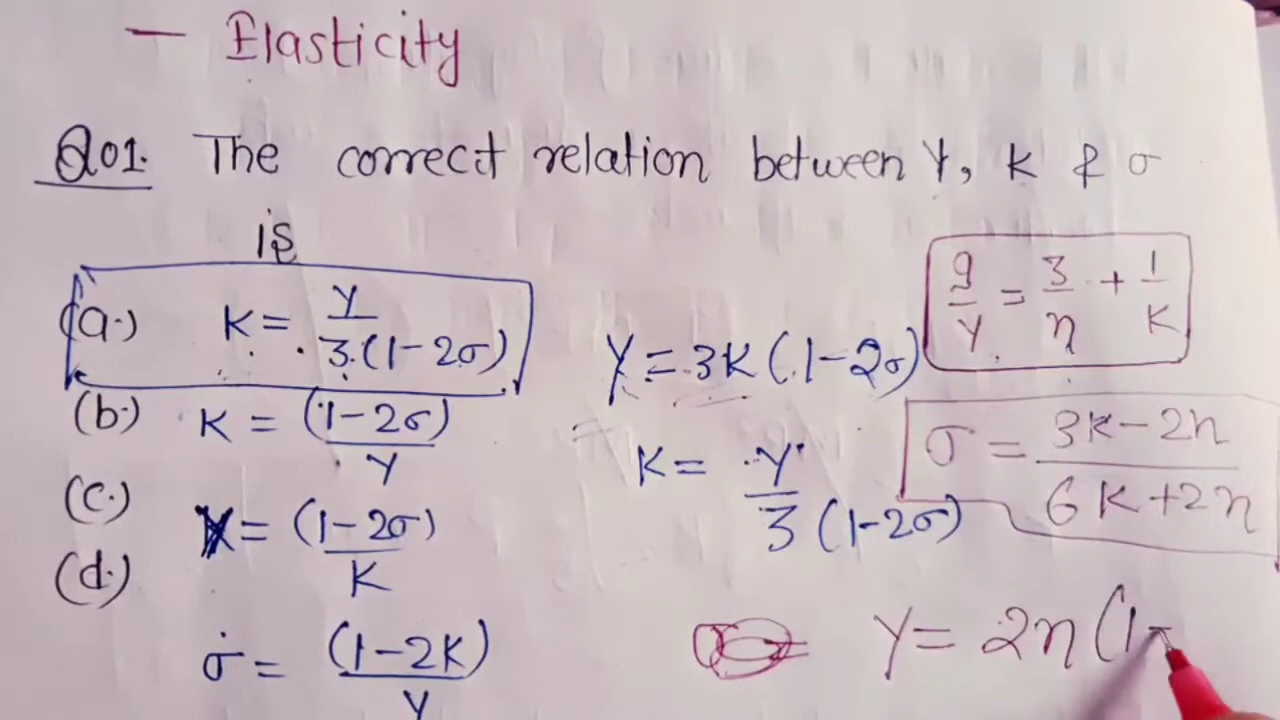 — Elasticity
Q01. The correct relation between Y, K & σ
is
(a.) K = Y / 3.(1-2σ)
Y = 3K (1-2σ)
9/Y = 3/η + 1/K
(b.) K = (1-2σ) / Y
K = Y / 3 (1-2σ)
σ = 3K-2η / 6K+2η
(c.) Y = (1-2σ) / K
(d.) σ = (1-2K) / Y
Y = 2η (1-